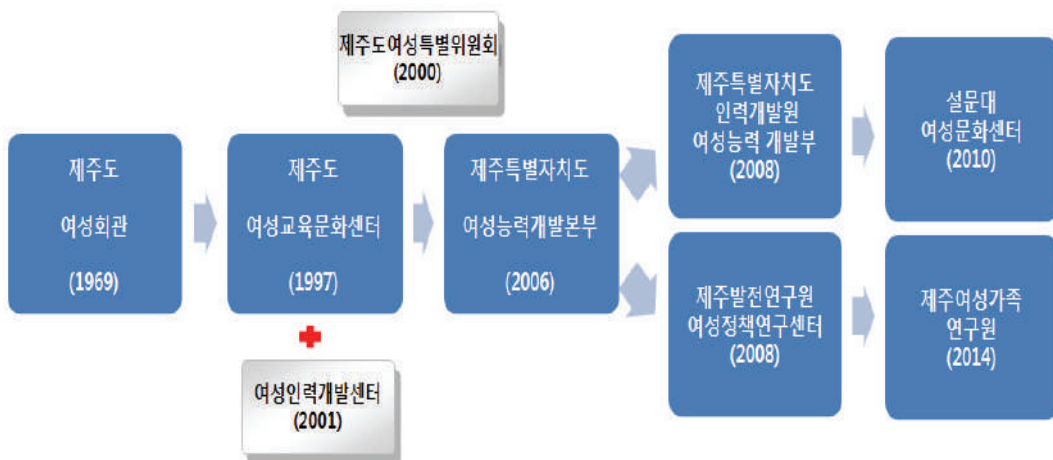 제주도여성특별위원회
(2000)
제주도
여성회관
(1969)
제주도
여성교육문화센터
(1997)
여성인력개발센터
(2001)
제주특별자치도
여성능력개발본부
(2006)
제주특별자치도
인력개발원
여성능력 개발부
(2008)
설문대
여성문화센터
(2010)
제주발전연구원
여성정책연구센터
(2008)
제주여성가족
연구원
(2014)